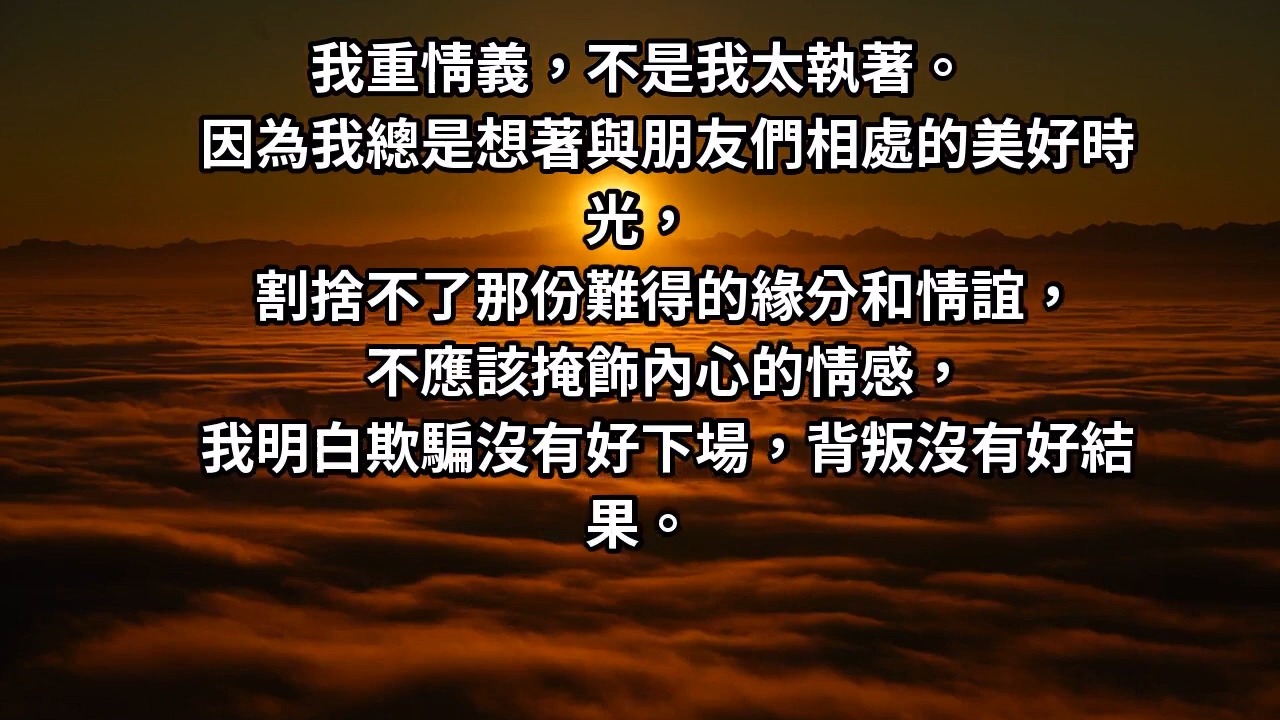 我重情義，不是我太執著。
因為我總是想著與朋友們相處的美好時
光，
割捨不了那份難得的緣分和情誼，
不應該掩飾內心的情感，
我明白欺騙沒有好下場，背叛沒有好結
果。